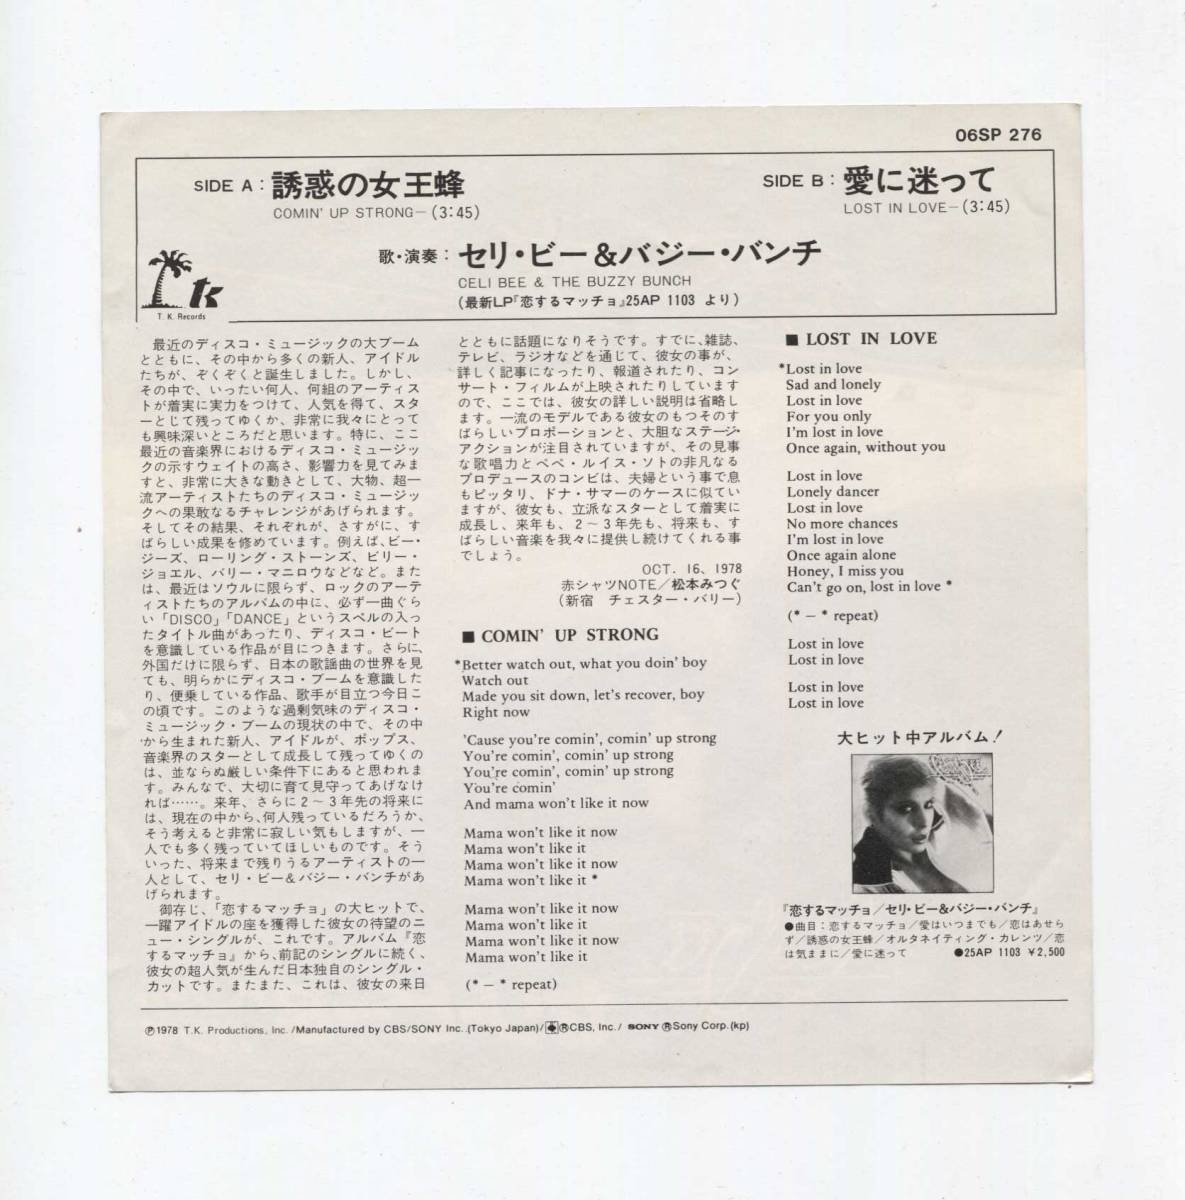 06SP 276
SIDE A : 誘惑の女王蜂
COMIN' UP STRONG－(3:45)
SIDE B : 愛に迷って
LOST IN LOVE－(3:45)
歌・演奏 : セリ・ビー&バジー・バンチ
CELI BEE & THE BUZZY BUNCH
(最新LP『恋するマッチョ』25AP 1103 より)
tk
T. K. Records
最近のディスコ・ミュージックの大ブーム
とともに、その中から多くの新人、アイドル
たちが、ぞくぞくと誕生しました。しかし、
その中で、いったい何人、何組のアーティス
トが着実に実力をつけて、人気を得て、スタ
ーとじて残ってゆくか、非常に我々にとって
も興味深いところだと思います。特に、ここ
最近の音楽界におけるディスコ・ミュージッ
クの示すウェイトの高さ、影響力を見てみま
すと、非常に大きな動きとして、大物、超一
流アーティストたちのディスコ・ミュージッ
クへの果敢なるチャレンジがあげられます。
そしてその結果、それぞれが、さすがに、す
ばらしい成果を修めています。例えば、ビー・
ジーズ、ローリング・ストーンズ、ビリー・
ジョエル、バリー・マニロウなどなど。また
は、最近はソウルに限らず、ロックのアーテ
ィストたちのアルバムの中に、必ず一曲ぐら
い「DISCO」「DANCE」というスペルの入っ
たタイトル曲があったり、ディスコ・ビート
を意識している作品が目につきます。さらに、
外国だけに限らず、日本の歌謡曲の世界を見
ても、明らかにディスコ・ブームを意識した
り、便乗している作品、歌手が目立つ今日こ
の頃です。このような過剰気味のディスコ・
ミュージック・ブームの現状の中で、その中
から生まれた新人、アイドルが、ポップス、
音楽界のスターとして成長して残ってゆくの
は、並ならぬ厳しい条件下にあると思われま
す。みんなで、大切に育て見守ってあげなけ
れば……。来年、さらに2～3年先の将来に
は、現在の中から、何人残っているだろうか、
そう考えると非常に寂しい気もしますが、一
人でも多く残っていてほしいものです。そう
いった、将来まで残りうるアーティストの一
人として、セリ・ビー&バジー・バンチがあ
げられます。
御存じ、「恋するマッチョ」の大ヒットで、
一躍アイドルの座を獲得した彼女の待望のニ
ュー・シングルが、これです。アルバム『恋
するマッチョ』から、前記のシングルに続く、
彼女の超人気が生んだ日本独自のシングル・
カットです。またまた、これは、彼女の来日
とともに話題になりそうです。すでに、雑誌、
テレビ、ラジオなどを通じて、彼女の事が、
詳しく記事になったり、報道されたり、コン
サート・フィルムが上映されたりしています
ので、ここでは、彼女の詳しい説明は省略し
ます。一流のモデルである彼女のもつそのす
ばらしいプロポーションと、大胆なステージ・
アクションが注目されていますが、その見事
な歌唱力とペペ・ルイス・ソトの非凡なる
プロデュースのコンビは、夫婦という事で息
もピッタリ、ドナ・サマーのケースに似てい
ますが、彼女も、立派なスターとして着実に
成長し、来年も、2～3年先も、将来も、す
ばらしい音楽を我々に提供し続けてくれる事
でしょう。
OCT. 16、1978
赤シャツNOTE／松本みつぐ
(新宿 チェスター・バリー)
■ COMIN' UP STRONG
*Better watch out, what you doin' boy
Watch out
Made you sit down, let's recover, boy
Right now
'Cause you're comin', comin' up strong
You're comin', comin' up strong
You're comin', comin' up strong
You're comin'
And mama won't like it now
Mama won't like it now
Mama won't like it
Mama won't like it now
Mama won't like it *
Mama won't like it now
Mama won't like it
Mama won't like it now
Mama won't like it
(* － * repeat)
■ LOST IN LOVE
*Lost in love
Sad and lonely
Lost in love
For you only
I'm lost in love
Once again, without you
Lost in love
Lonely dancer
Lost in love
No more chances
I'm lost in love
Once again alone
Honey, I miss you
Can't go on, lost in love *
(* － * repeat)
Lost in love
Lost in love
Lost in love
Lost in love
大ヒット中アルバム!
『恋するマッチョ／セリ・ビー&バジー・バンチ』
●曲目：恋するマッチョ／愛はいつまでも／恋はあせら
ず／誘惑の女王蜂／オルタネイティング・カレンツ／恋
は気ままに／愛に迷って ●25AP 1103 ￥2,500
Ⓟ1978 T.K. Productions, Inc. /Manufactured by CBS/SONY Inc.,(Tokyo Japan)/ ⓇCBS, Inc./ SONY ⓇSony Corp.(kp)